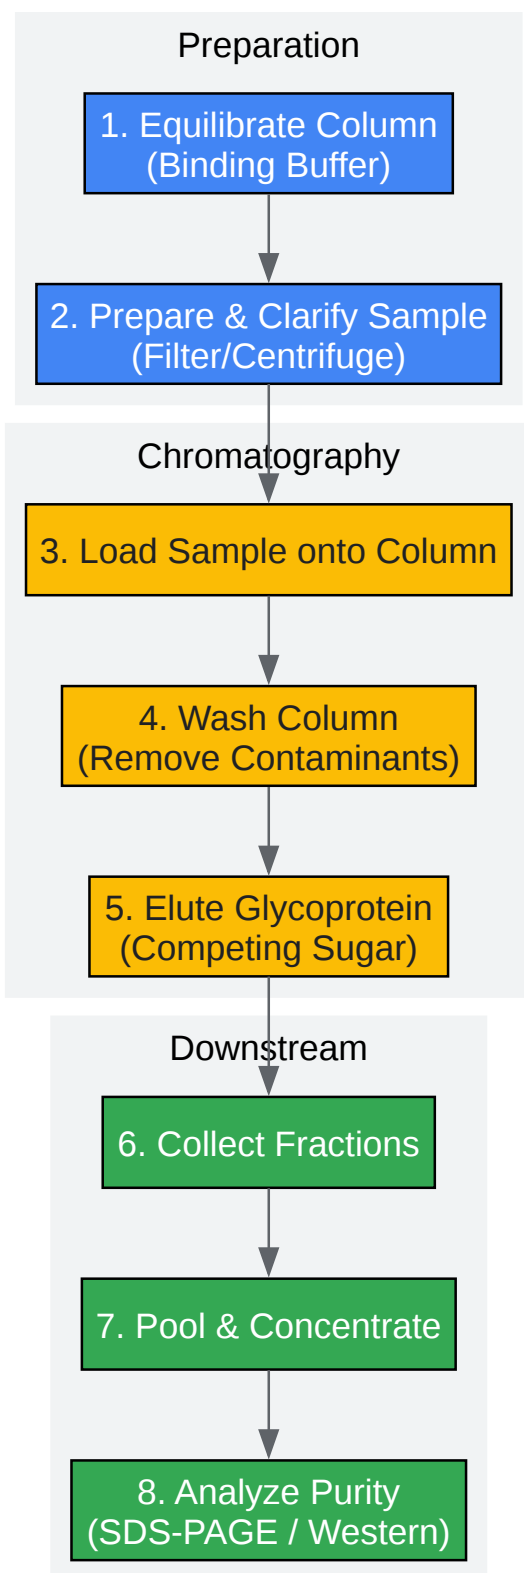 Preparation
1. Equilibrate Column
(Binding Buffer)
2. Prepare & Clarify Sample
(Filter/Centrifuge)
Chromatography
3. Load Sample onto Column
4. Wash Column
(Remove Contaminants)
5. Elute Glycoprotein
(Competing Sugar)
Downstream
6. Collect Fractions
7. Pool & Concentrate
8. Analyze Purity
(SDS-PAGE / Western)